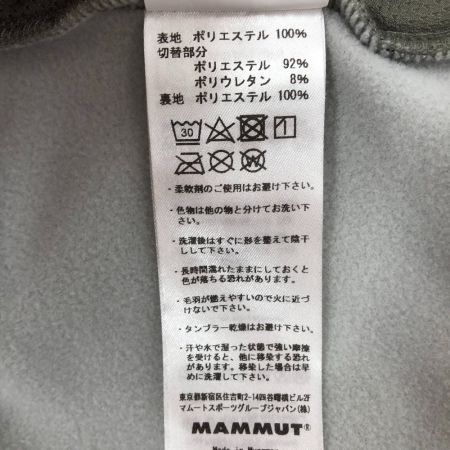 表地 ポリエステル 100%
切替部分
ポリエステル 92%
ポリウレタン 8%
裏地 ポリエステル 100%
30
W
・柔軟剤のご使用はお避け下さい。
・色物は他の物と分けてお洗い下さい。
・洗濯後はすぐに形を整えて陰干しして下さい。
・長時間濡れたままにしておくと
色が落ちる恐れがあります。
・毛羽が燃えやすいので火に近づ
けないで下さい。
・タンブラー乾燥はお避け下さい。
・汗や水で湿った状態で強い摩擦
を受けると、他に移染する恐れ
があります。移染した場合は早
めに洗濯して下さい。
東京都新宿区住吉町2-14四谷曙橋ビル2F
マムートスポーツグループジャパン(株)
MAMMUT®
Made in Myanmar